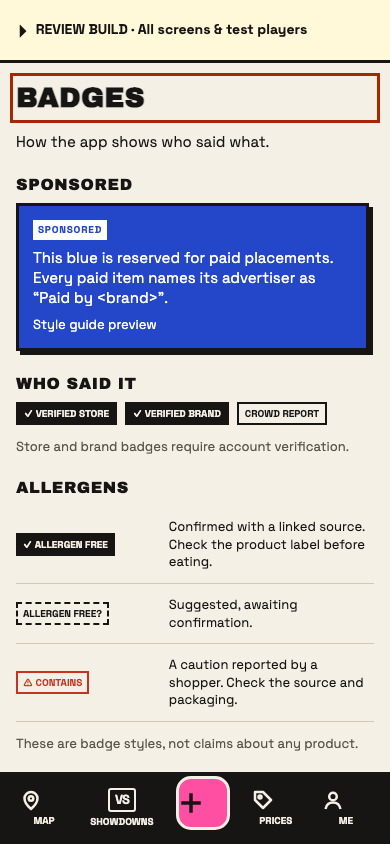 REVIEW BUILD · All screens & test players
BADGES
How the app shows who said what.
SPONSORED
SPONSORED
This blue is reserved for paid placements.
Every paid item names its advertiser as
“Paid by <brand>”.
Style guide preview
WHO SAID IT
✓ VERIFIED STORE ✓ VERIFIED BRAND CROWD REPORT
Store and brand badges require account verification.
ALLERGENS
✓ ALLERGEN FREE
Confirmed with a linked source.
Check the product label before
eating.
ALLERGEN FREE?
Suggested, awaiting
confirmation.
⚠ CONTAINS
A caution reported by a
shopper. Check the source and
packaging.
These are badge styles, not claims about any product.
VS
MAP SHOWDOWNS PRICES ME